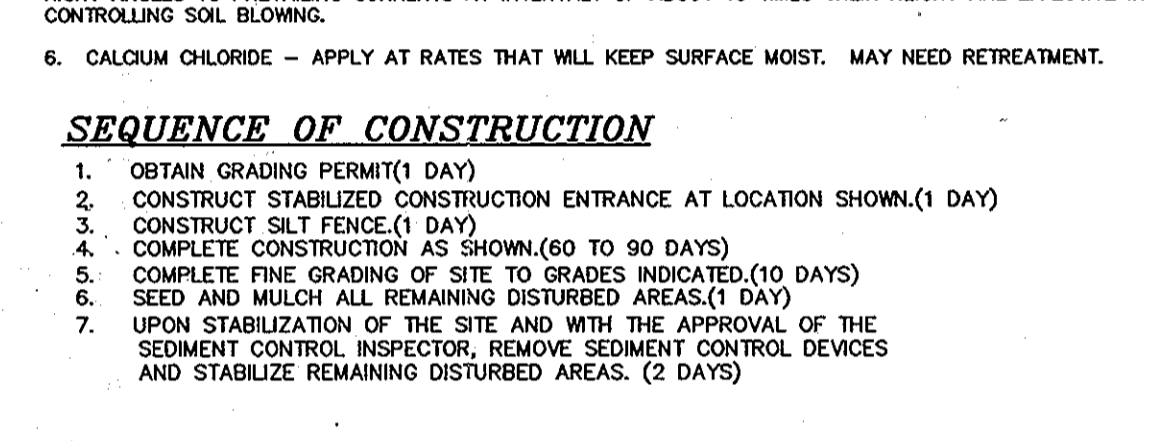 CONTROLLING SOIL BLOWING.
6. CALCIUM CHLORIDE – APPLY AT RATES THAT WILL KEEP SURFACE MOIST. MAY NEED RETREATMENT.
SEQUENCE OF CONSTRUCTION
1. OBTAIN GRADING PERMIT(1 DAY)
2. CONSTRUCT STABILIZED CONSTRUCTION ENTRANCE AT LOCATION SHOWN.(1 DAY)
3. CONSTRUCT SILT FENCE.(1 DAY)
4. COMPLETE CONSTRUCTION AS SHOWN.(60 TO 90 DAYS)
5. COMPLETE FINE GRADING OF SITE TO GRADES INDICATED.(10 DAYS)
6. SEED AND MULCH ALL REMAINING DISTURBED AREAS.(1 DAY)
7. UPON STABILIZATION OF THE SITE AND WITH THE APPROVAL OF THE
SEDIMENT CONTROL INSPECTOR, REMOVE SEDIMENT CONTROL DEVICES
AND STABILIZE REMAINING DISTURBED AREAS. (2 DAYS)